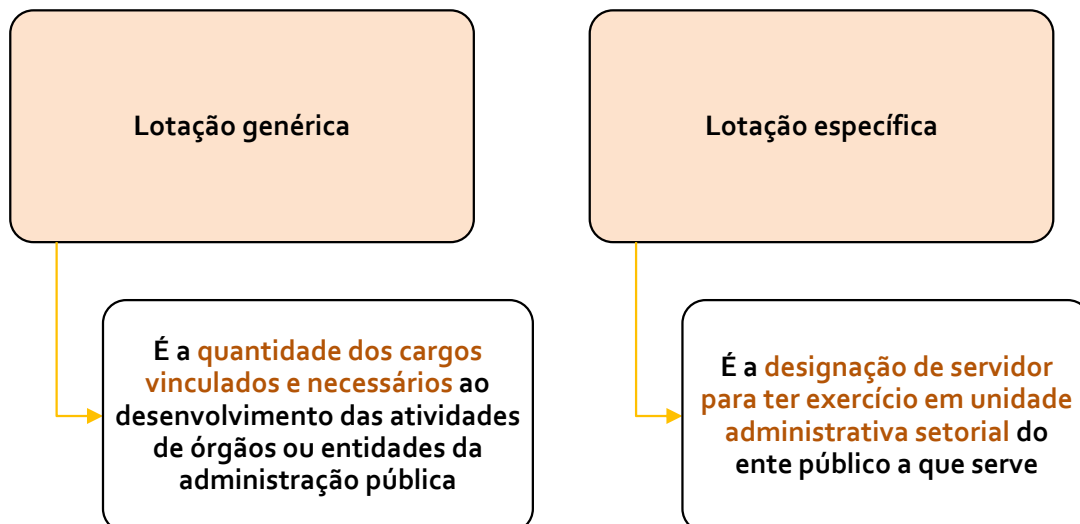 Lotação genérica
É a quantidade dos cargos
vinculados e necessários ao
desenvolvimento das atividades
de órgãos ou entidades da
administração pública
Lotação específica
É a designação de servidor
para ter exercício em unidade
administrativa setorial do
ente público a que serve